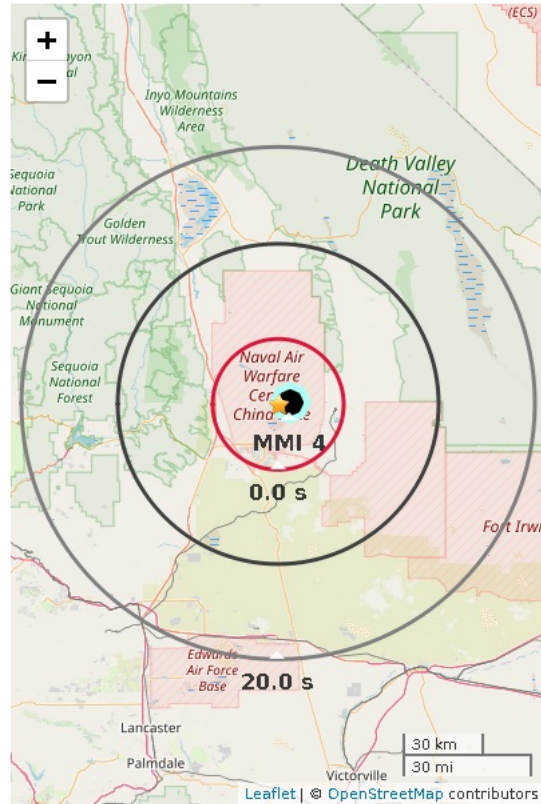 +
−
(ECS)
Inyo Mountains
Wilderness
Area
Sequoia
National
Park
Death Valley
National
Park
Golden
Trout Wilderness
Giant Sequoia
National
Monument
Sequoia
National
Forest
Naval Air
Warfare
MMI 4
0.0 s
Fort Irwi
Edwards
Air Force
Base
20.0 s
Lancaster
Palmdale
Victorville
30 km
30 mi
Leaflet | © OpenStreetMap contributors